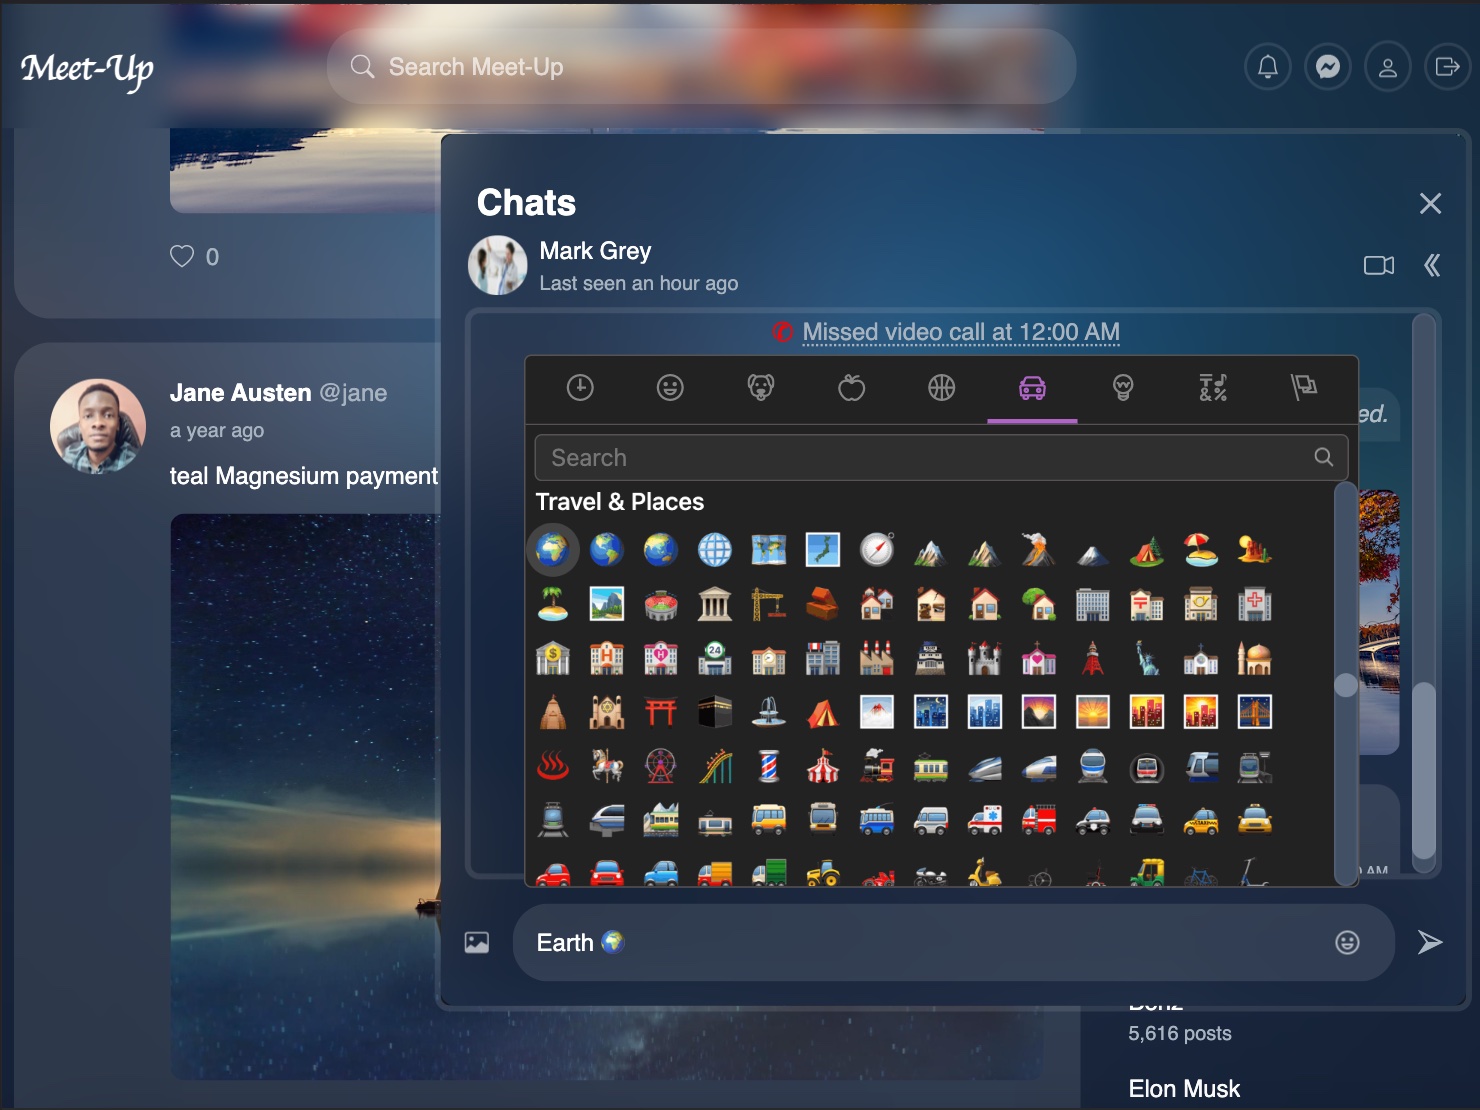 Meet-Up
Search Meet-Up
Chats
Mark Grey
Last seen an hour ago
0
Missed video call at 12:00 AM
Jane Austen @jane
a year ago
teal Magnesium payment
ed.
Search
Travel & Places
AM
Earth 🌍
5,616 posts
Elon Musk